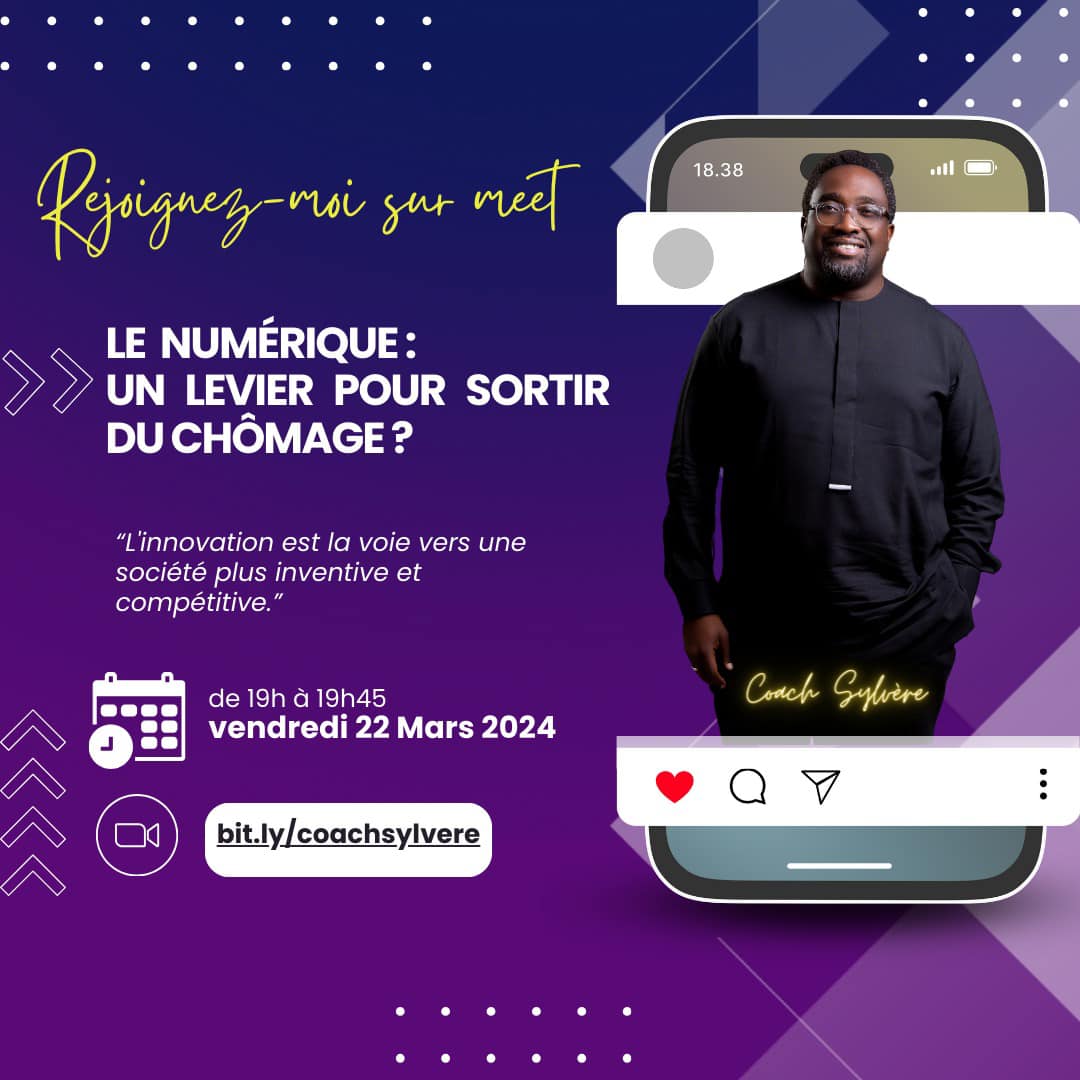 Rejoignez-moi sur meet
18.38
LE NUMÉRIQUE :
UN LEVIER POUR SORTIR
DU CHÔMAGE ?
“L'innovation est la voie vers une
société plus inventive et
compétitive.”
de 19h à 19h45
vendredi 22 Mars 2024
Coach Sylvère
bit.ly/coachsylvere